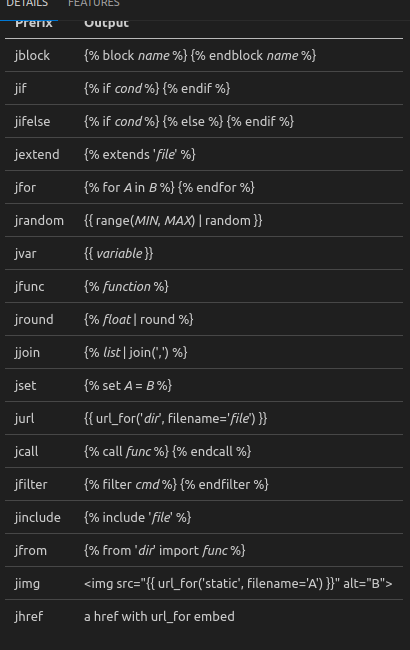 DETAILS FEATURES
Prefix Output
jblock {% block name %} {% endblock name %}
jif {% if cond %} {% endif %}
jifelse {% if cond %} {% else %} {% endif %}
jextend {% extends 'file' %}
jfor {% for A in B %} {% endfor %}
jrandom {{ range(MIN, MAX) | random }}
jvar {{ variable }}
jfunc {% function %}
jround {% float | round %}
jjoin {% list | join(',') %}
jset {% set A = B %}
jurl {{ url_for('dir', filename='file') }}
jcall {% call func %} {% endcall %}
jfilter {% filter cmd %} {% endfilter %}
jinclude {% include 'file' %}
jfrom {% from 'dir' import func %}
jimg <img src="{{ url_for('static', filename='A') }}" alt="B">
jhref a href with url_for embed